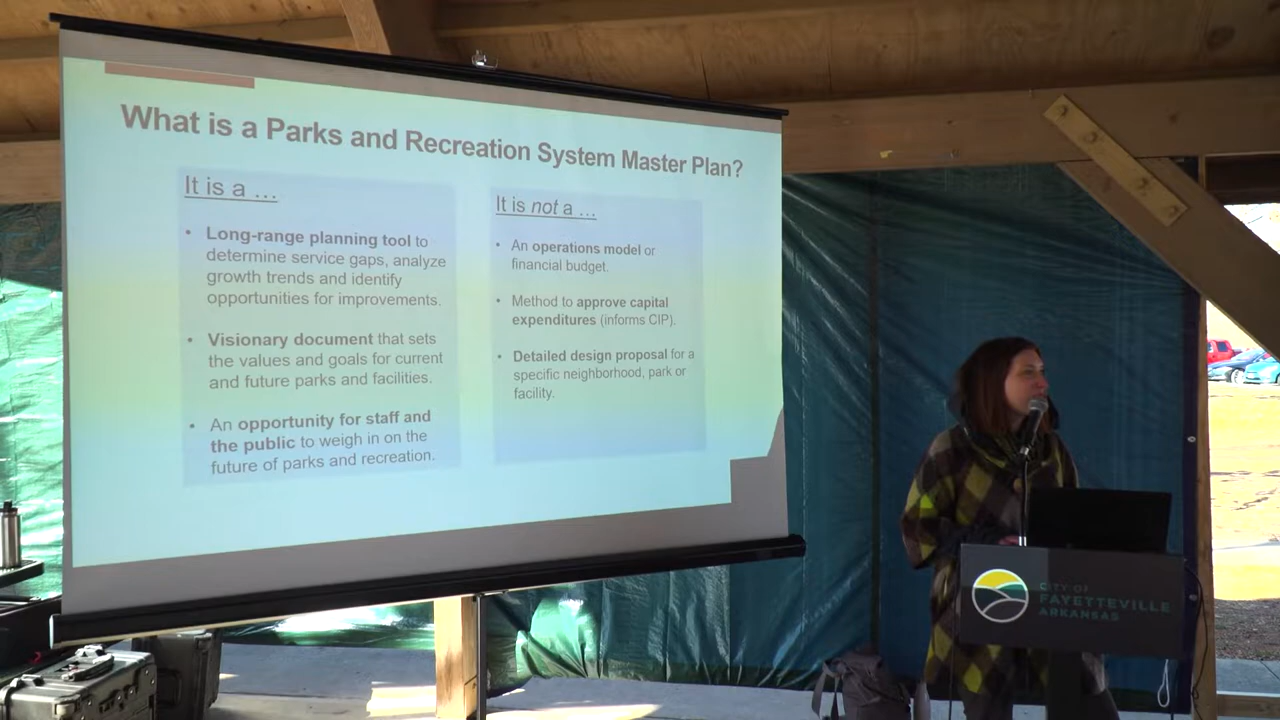 What is a Parks and Recreation System Master Plan?
It is a ...
• Long-range planning tool to
determine service gaps, analyze
growth trends and identify
opportunities for improvements.
• Visionary document that sets
the values and goals for current
and future parks and facilities.
• An opportunity for staff and
the public to weigh in on the
future of parks and recreation.
It is not a ...
• An operations model or
financial budget.
• Method to approve capital
expenditures (informs CIP).
• Detailed design proposal for a
specific neighborhood, park or
facility.
CITY OF
FAYETTEVILLE
ARKANSAS